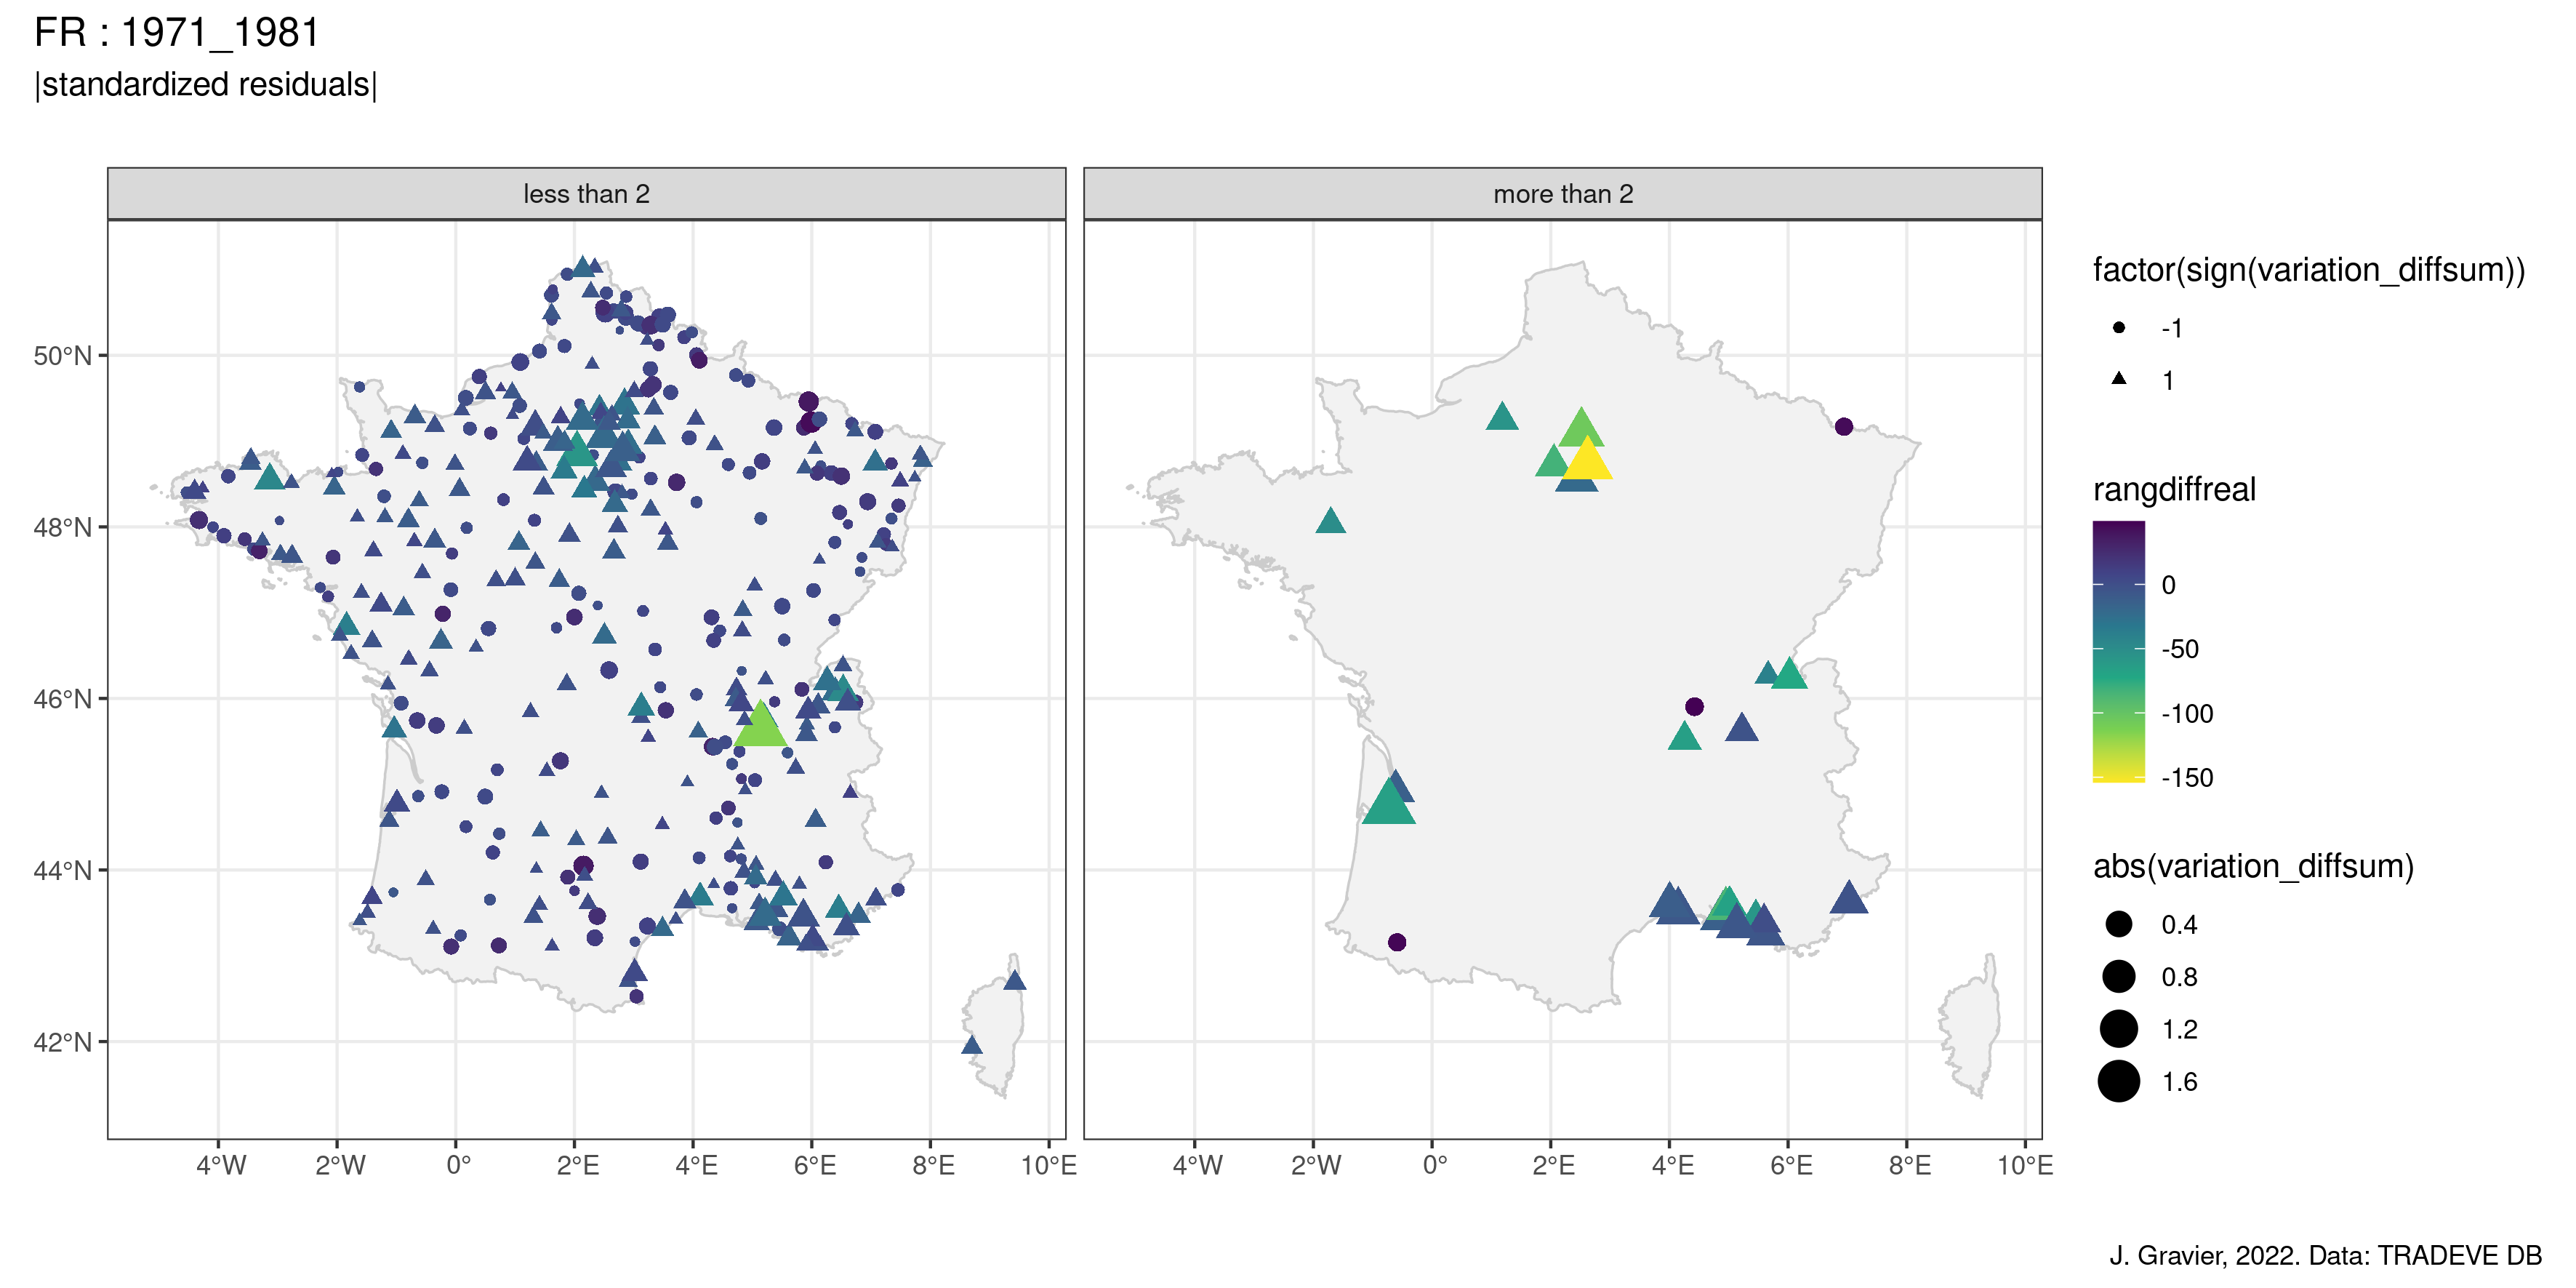 FR : 1971_1981
|standardized residuals|
less than 2
more than 2
50°N
48°N
46°N
44°N
42°N
4°W 2°W 0° 2°E 4°E 6°E 8°E 10°E
4°W 2°W 0° 2°E 4°E 6°E 8°E 10°E
factor(sign(variation_diffsum))
-1
1
rangdiffreal
0
-50
-100
-150
abs(variation_diffsum)
0.4
0.8
1.2
1.6
J. Gravier, 2022. Data: TRADEVE DB